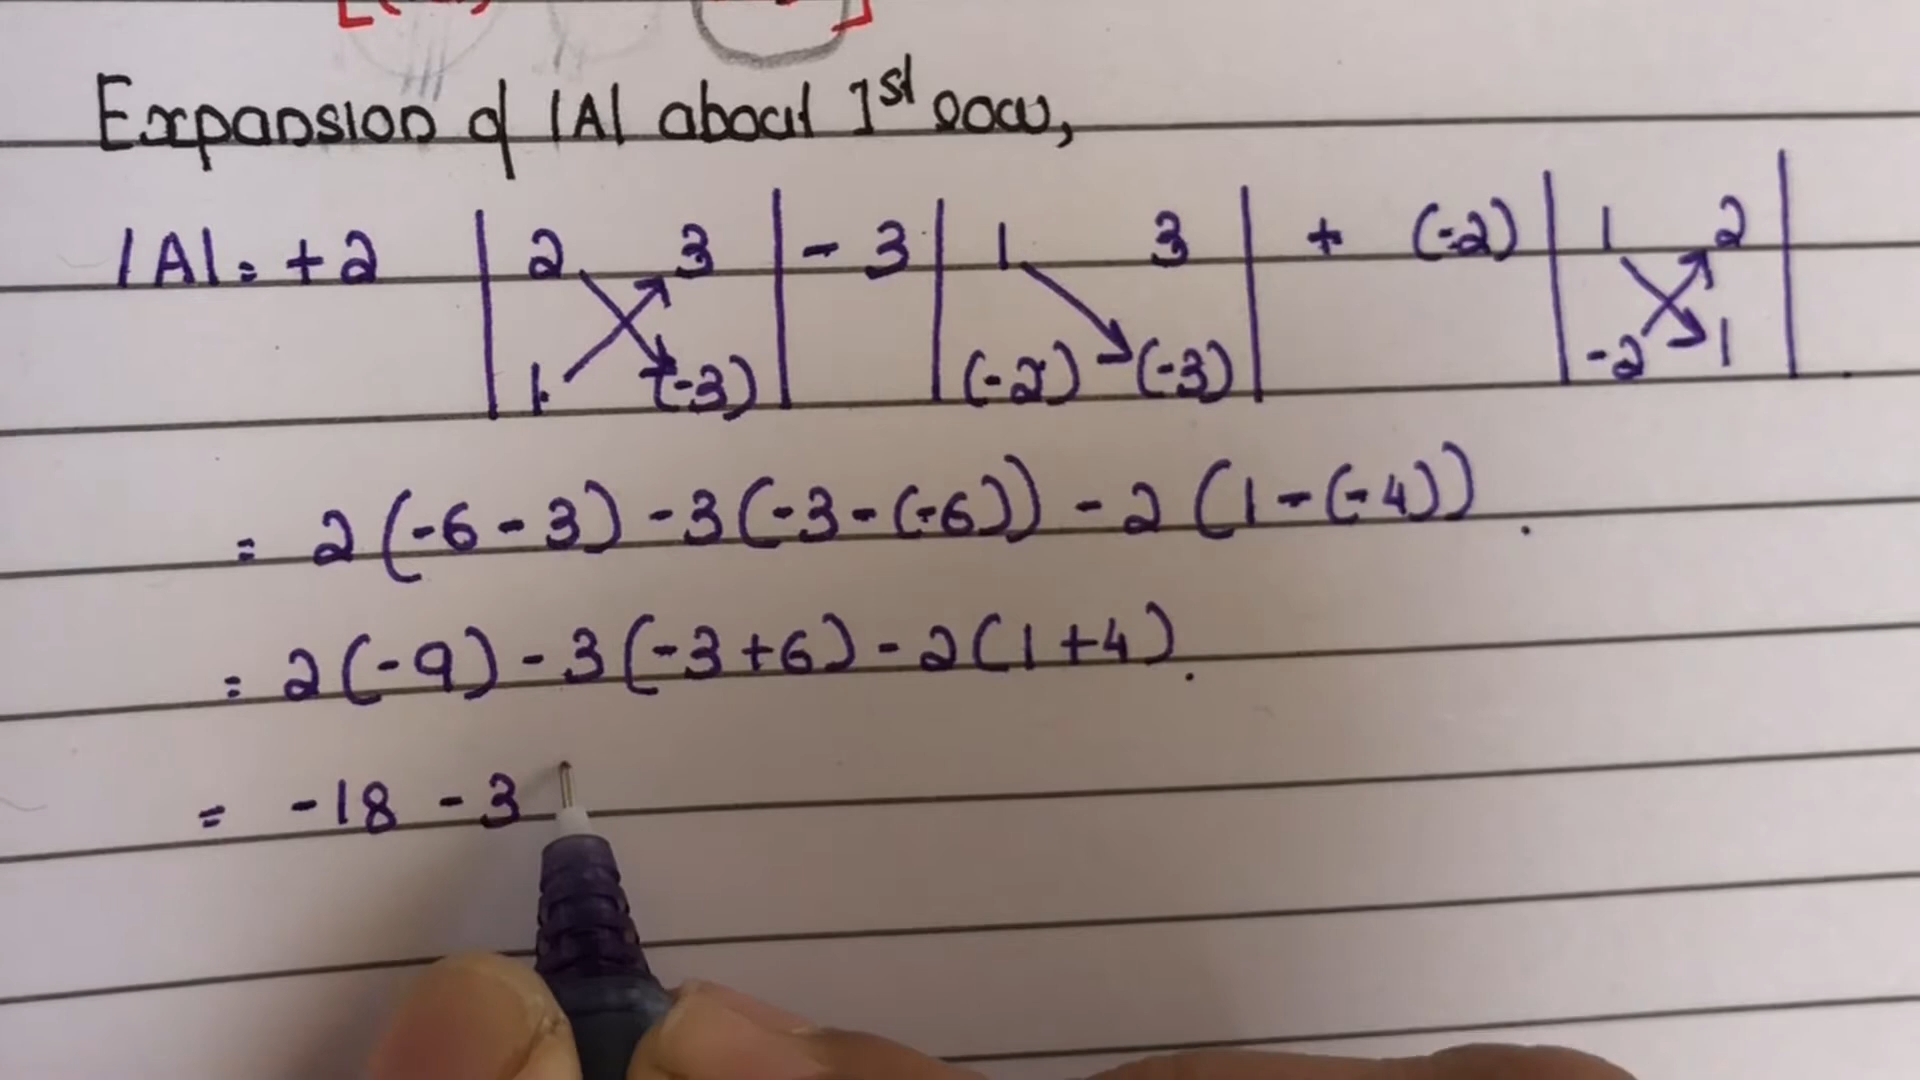 Expansion of |A| about 1st row,
|A| = +2 | 2 3 | - 3 | 1 3 | + (-2) | 1 2 |
1 (-3) (-2) (-3) -2 1
= 2(-6-3) -3(-3-(-6)) -2(1-(-4)).
= 2(-9) -3(-3+6) -2(1+4).
= -18 -3